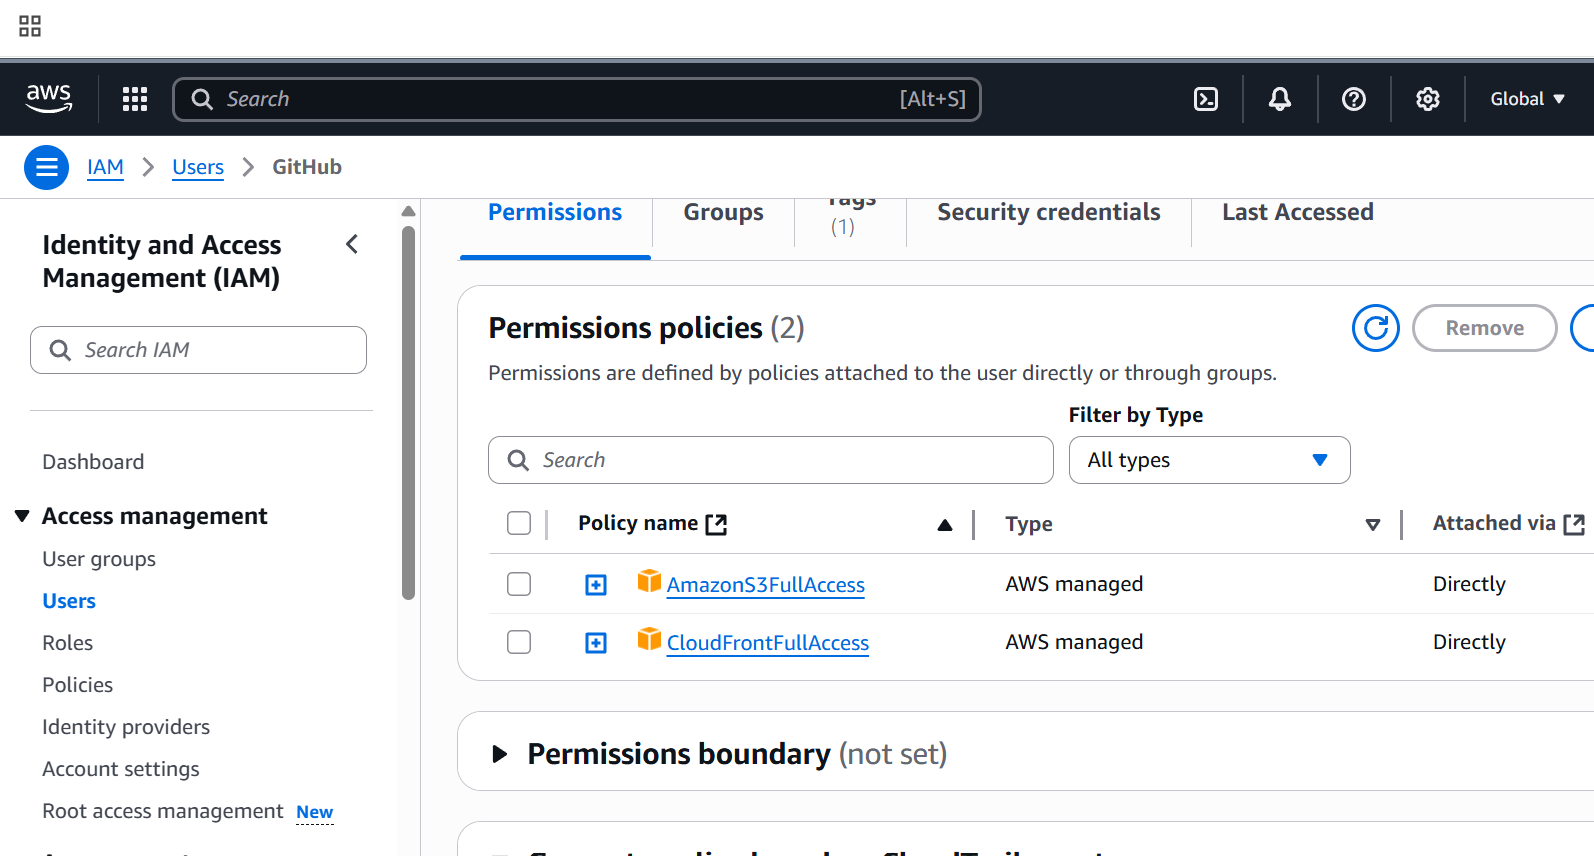 aws
Search
[Alt+S]
Global
IAM
Users
GitHub
Identity and Access
Management (IAM)
Search IAM
Dashboard
Access management
User groups
Users
Roles
Policies
Identity providers
Account settings
Root access management New
Permissions
Groups
Tags
(1)
Security credentials
Last Accessed
Permissions policies (2)
Remove
Permissions are defined by policies attached to the user directly or through groups.
Filter by Type
Search
All types
Policy name
Type
Attached via
AmazonS3FullAccess
AWS managed
Directly
CloudFrontFullAccess
AWS managed
Directly
Permissions boundary (not set)